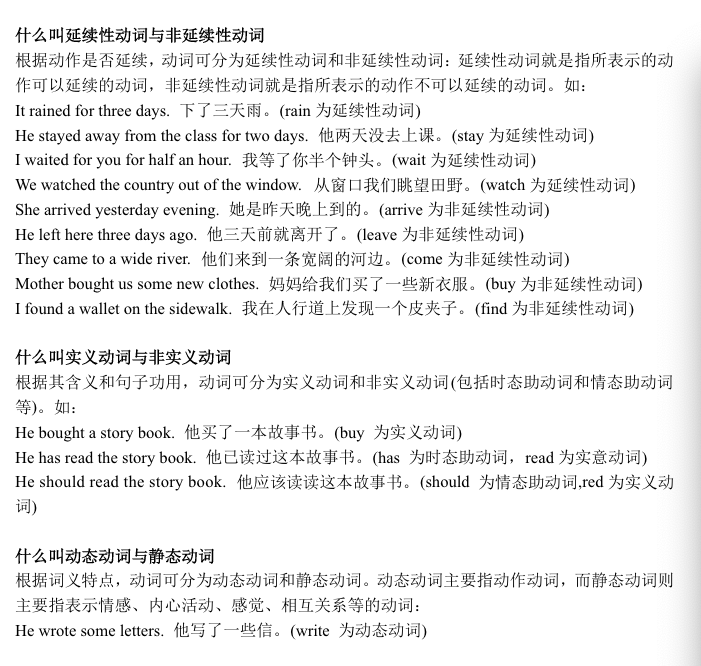 什么叫延续性动词与非延续性动词
根据动作是否延续，动词可分为延续性动词和非延续性动词：延续性动词就是指所表示的动
作可以延续的动词，非延续性动词就是指所表示的动作不可以延续的动词。如：
It rained for three days. 下了三天雨。(rain 为延续性动词)
He stayed away from the class for two days. 他两天没去上课。(stay 为延续性动词)
I waited for you for half an hour. 我等了你半个钟头。(wait 为延续性动词)
We watched the country out of the window. 从窗口我们眺望田野。(watch 为延续性动词)
She arrived yesterday evening. 她是昨天晚上到的。(arrive 为非延续性动词)
He left here three days ago. 他三天前就离开了。(leave 为非延续性动词)
They came to a wide river. 他们来到一条宽阔的河边。(come 为非延续性动词)
Mother bought us some new clothes. 妈妈给我们买了一些新衣服。(buy 为非延续性动词)
I found a wallet on the sidewalk. 我在人行道上发现一个皮夹子。(find 为非延续性动词)
什么叫实义动词与非实义动词
根据其含义和句子功用，动词可分为实义动词和非实义动词(包括时态助动词和情态助动词
等)。如：
He bought a story book. 他买了一本故事书。(buy 为实义动词)
He has read the story book. 他已读过这本故事书。(has 为时态助动词，read 为实意动词)
He should read the story book. 他应该读读这本故事书。(should 为情态助动词,red 为实义动
词)
什么叫动态动词与静态动词
根据词义特点，动词可分为动态动词和静态动词。动态动词主要指动作动词，而静态动词则
主要指表示情感、内心活动、感觉、相互关系等的动词：
He wrote some letters. 他写了一些信。(write 为动态动词)